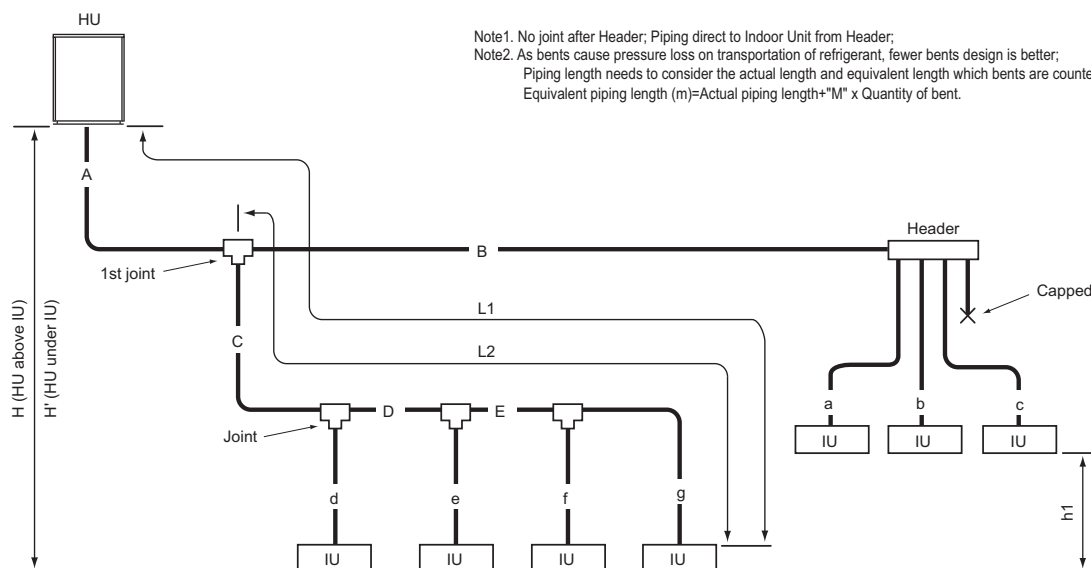 HU
Note1. No joint after Header; Piping direct to Indoor Unit from Header;
Note2. As bents cause pressure loss on transportation of refrigerant, fewer bents design is better;
Piping length needs to consider the actual length and equivalent length which bents are counte
Equivalent piping length (m)=Actual piping length+"M" x Quantity of bent.
A
Header
1st joint
B
Capped
H (HU above IU)
H' (HU under IU)
L1
C
L2
a
b
c
D
E
Joint
IU
IU
IU
d
e
f
g
h1
IU
IU
IU
IU